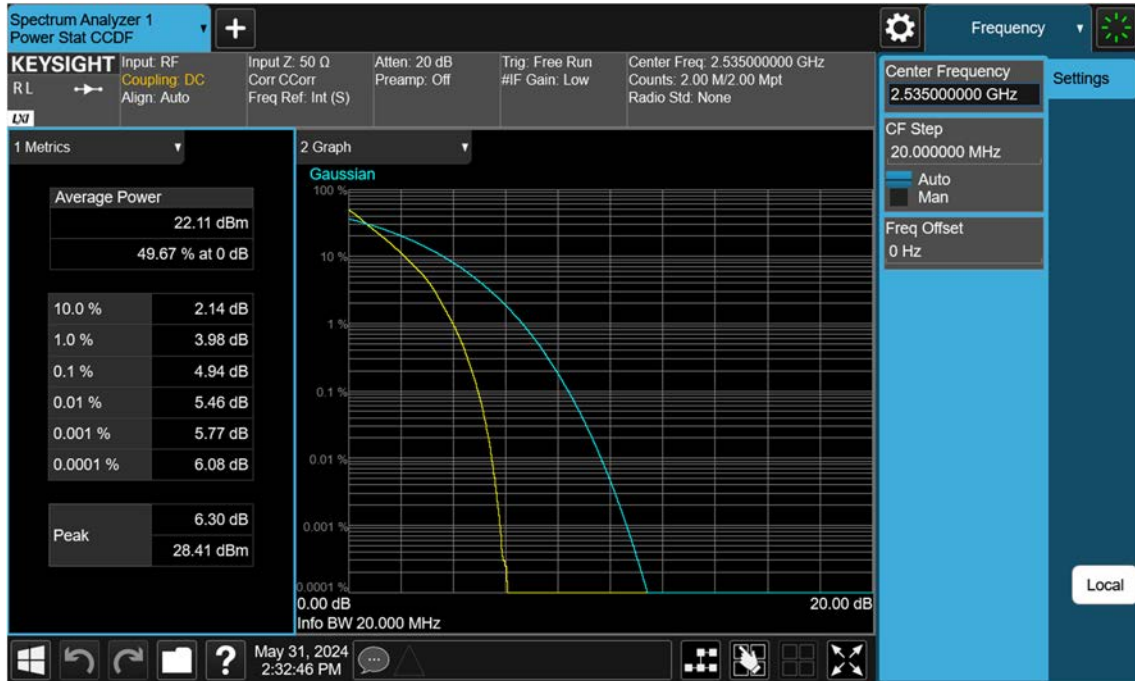 Spectrum Analyzer 1
Power Stat CCDF
Frequency
KEYSIGHT
R L
LXI
Input: RF
Coupling: DC
Align: Auto
Input Z: 50 Ω
Corr CCorr
Freq Ref: Int (S)
Atten: 20 dB
Preamp: Off
Trig: Free Run
#IF Gain: Low
Center Freq: 2.535000000 GHz
Counts: 2.00 M/2.00 Mpt
Radio Std: None
Center Frequency
2.535000000 GHz
Settings
CF Step
20.000000 MHz
Auto
Man
Freq Offset
0 Hz
Local
1 Metrics
Average Power
22.11 dBm
49.67 % at 0 dB
10.0 % 2.14 dB
1.0 % 3.98 dB
0.1 % 4.94 dB
0.01 % 5.46 dB
0.001 % 5.77 dB
0.0001 % 6.08 dB
Peak
6.30 dB
28.41 dBm
2 Graph
Gaussian
100 %
10 %
1 %
0.1 %
0.01 %
0.001 %
0.0001 %
0.00 dB 20.00 dB
Info BW 20.000 MHz
?
May 31, 2024
2:32:46 PM